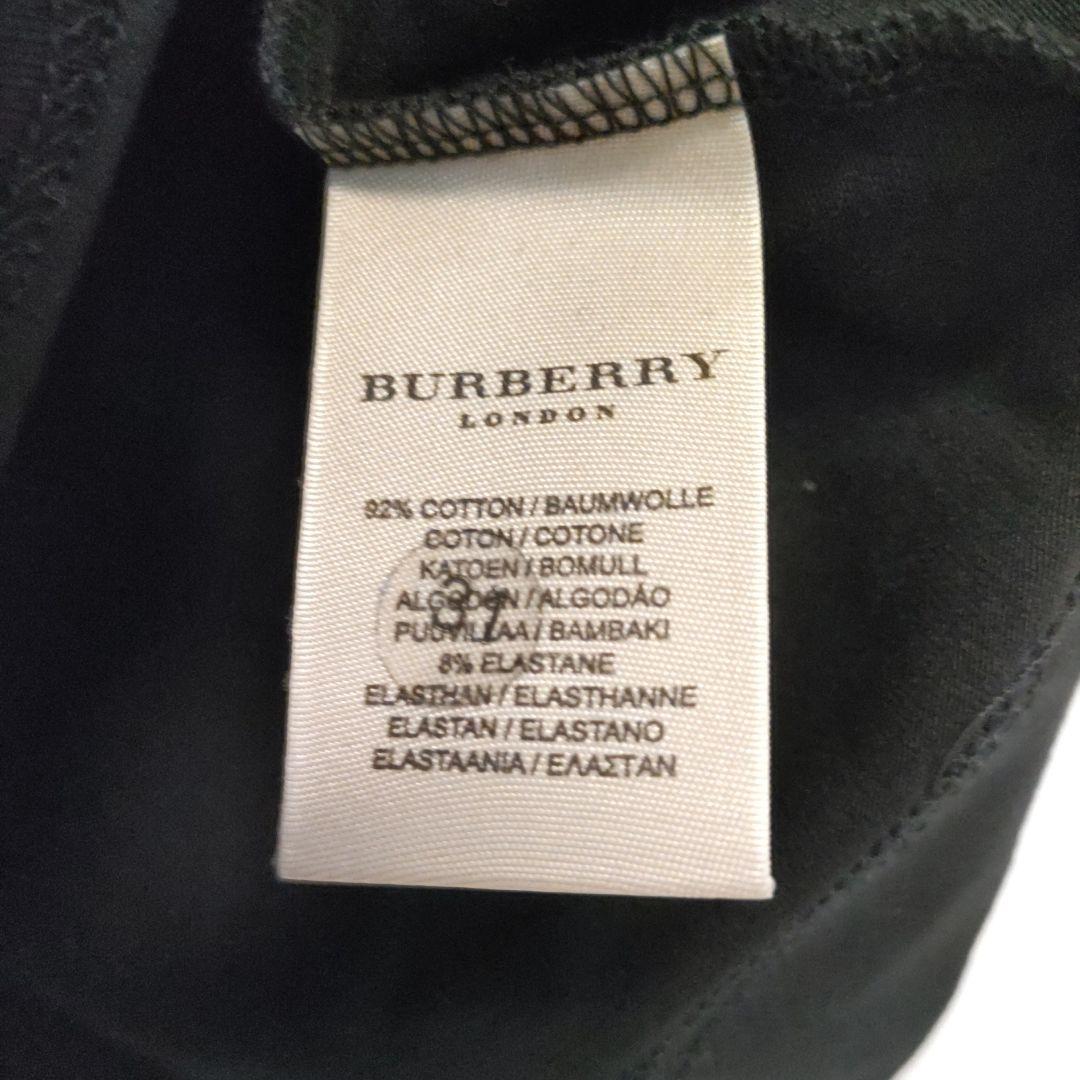 BURBERRY
LONDON
92% COTTON / BAUMWOLLE
COTON / COTONE
KATOEN / BOMULL
ALGODÓN / ALGODÃO
PUUVILLAA / BAMBAKI
8% ELASTANE
ELASTHAN / ELASTHANNE
ELASTAN / ELASTANO
ELASTAANIA / ΕΛΑΣΤΑΝ